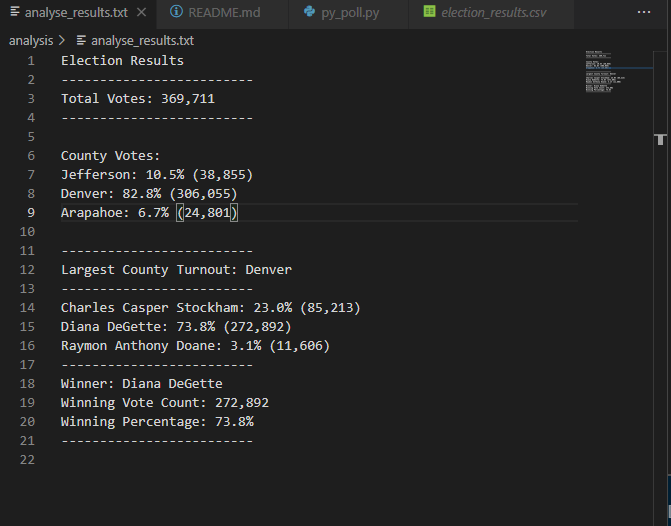 analyse_results.txt README.md py_poll.py election_results.csv ...
analysis > analyse_results.txt
1 Election Results
2 -------------------------
3 Total Votes: 369,711
4 -------------------------
5
6 County Votes:
7 Jefferson: 10.5% (38,855)
8 Denver: 82.8% (306,055)
9 Arapahoe: 6.7% (24,801)
10
11 -------------------------
12 Largest County Turnout: Denver
13 -------------------------
14 Charles Casper Stockham: 23.0% (85,213)
15 Diana DeGette: 73.8% (272,892)
16 Raymon Anthony Doane: 3.1% (11,606)
17 -------------------------
18 Winner: Diana DeGette
19 Winning Vote Count: 272,892
20 Winning Percentage: 73.8%
21 -------------------------
22